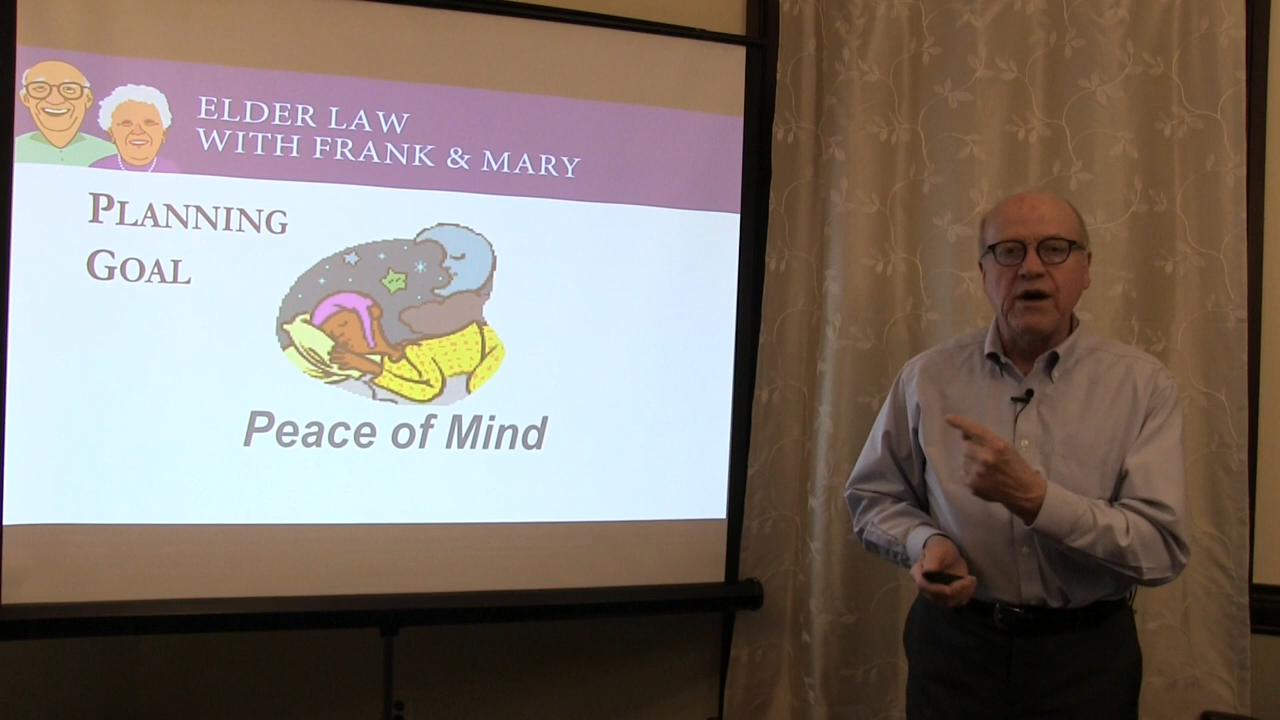 ELDER LAW
WITH FRANK & MARY
PLANNING
GOAL
Peace of Mind